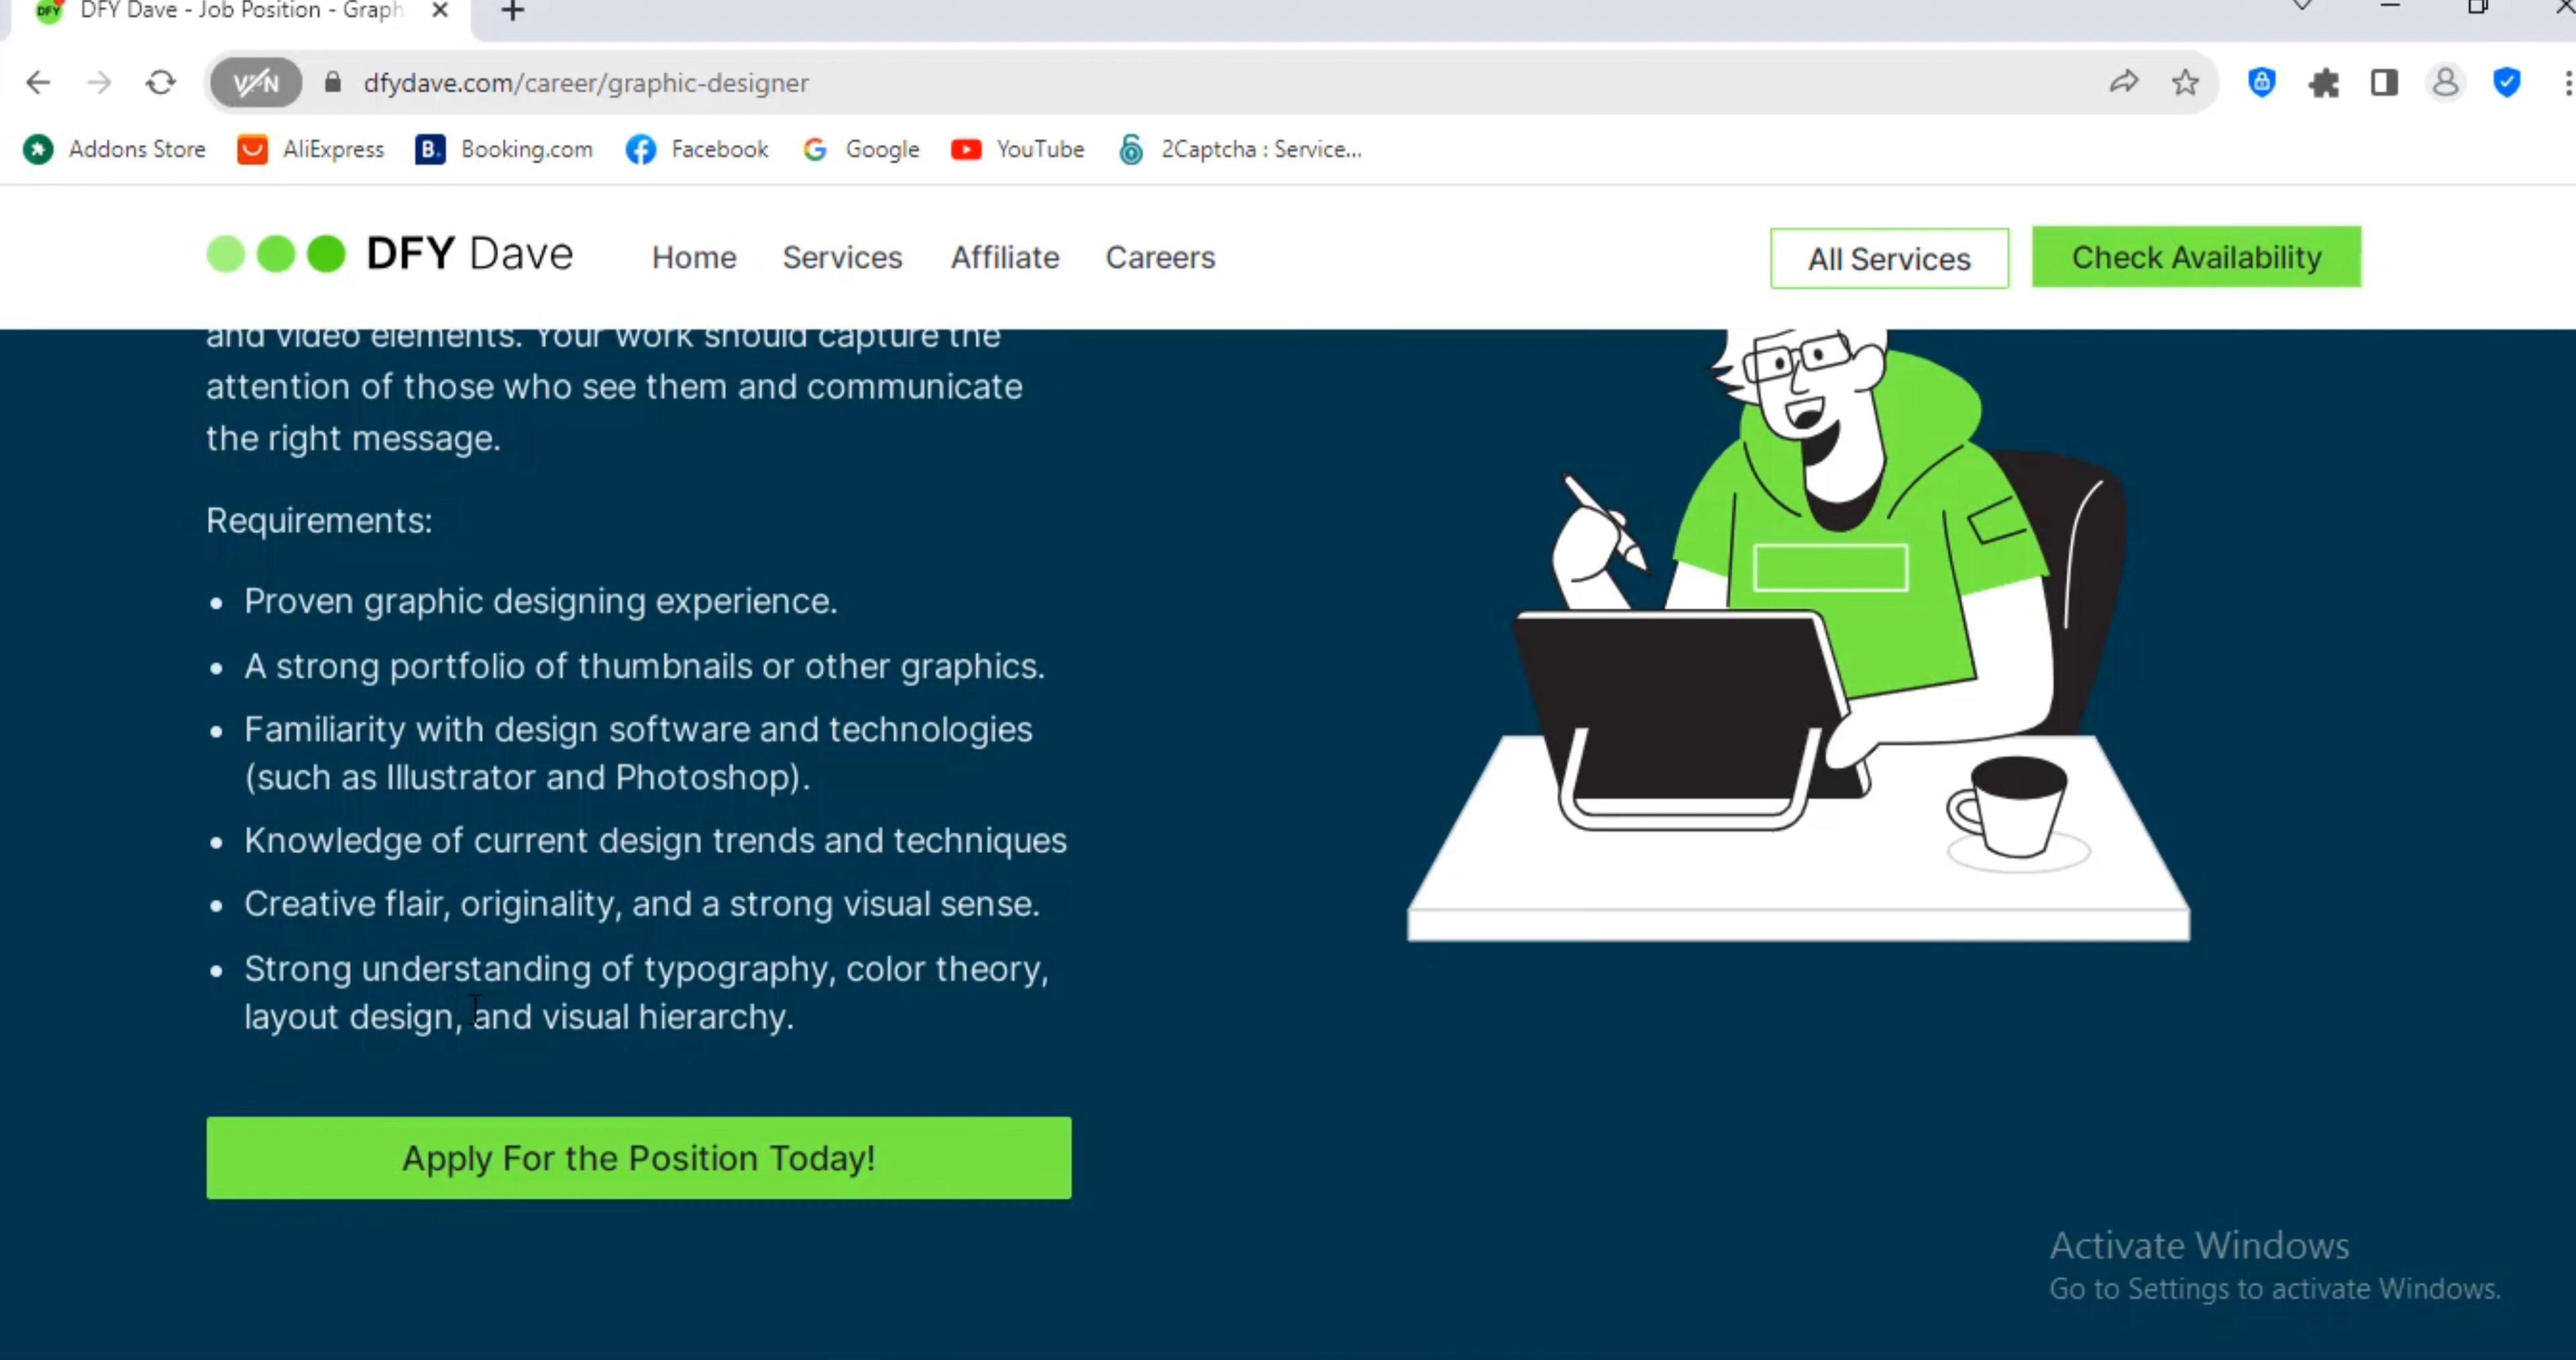 DFY DFY Dave - Job Position - Graph
VPN dfydave.com/career/graphic-designer
Addons Store AliExpress B. Booking.com Facebook Google YouTube 2Captcha : Service...
DFY Dave Home Services Affiliate Careers All Services Check Availability
and video elements. Your work should capture the
attention of those who see them and communicate
the right message.
Requirements:
• Proven graphic designing experience.
• A strong portfolio of thumbnails or other graphics.
• Familiarity with design software and technologies
(such as Illustrator and Photoshop).
• Knowledge of current design trends and techniques
• Creative flair, originality, and a strong visual sense.
• Strong understanding of typography, color theory,
layout design, and visual hierarchy.
Apply For the Position Today!
Activate Windows
Go to Settings to activate Windows.